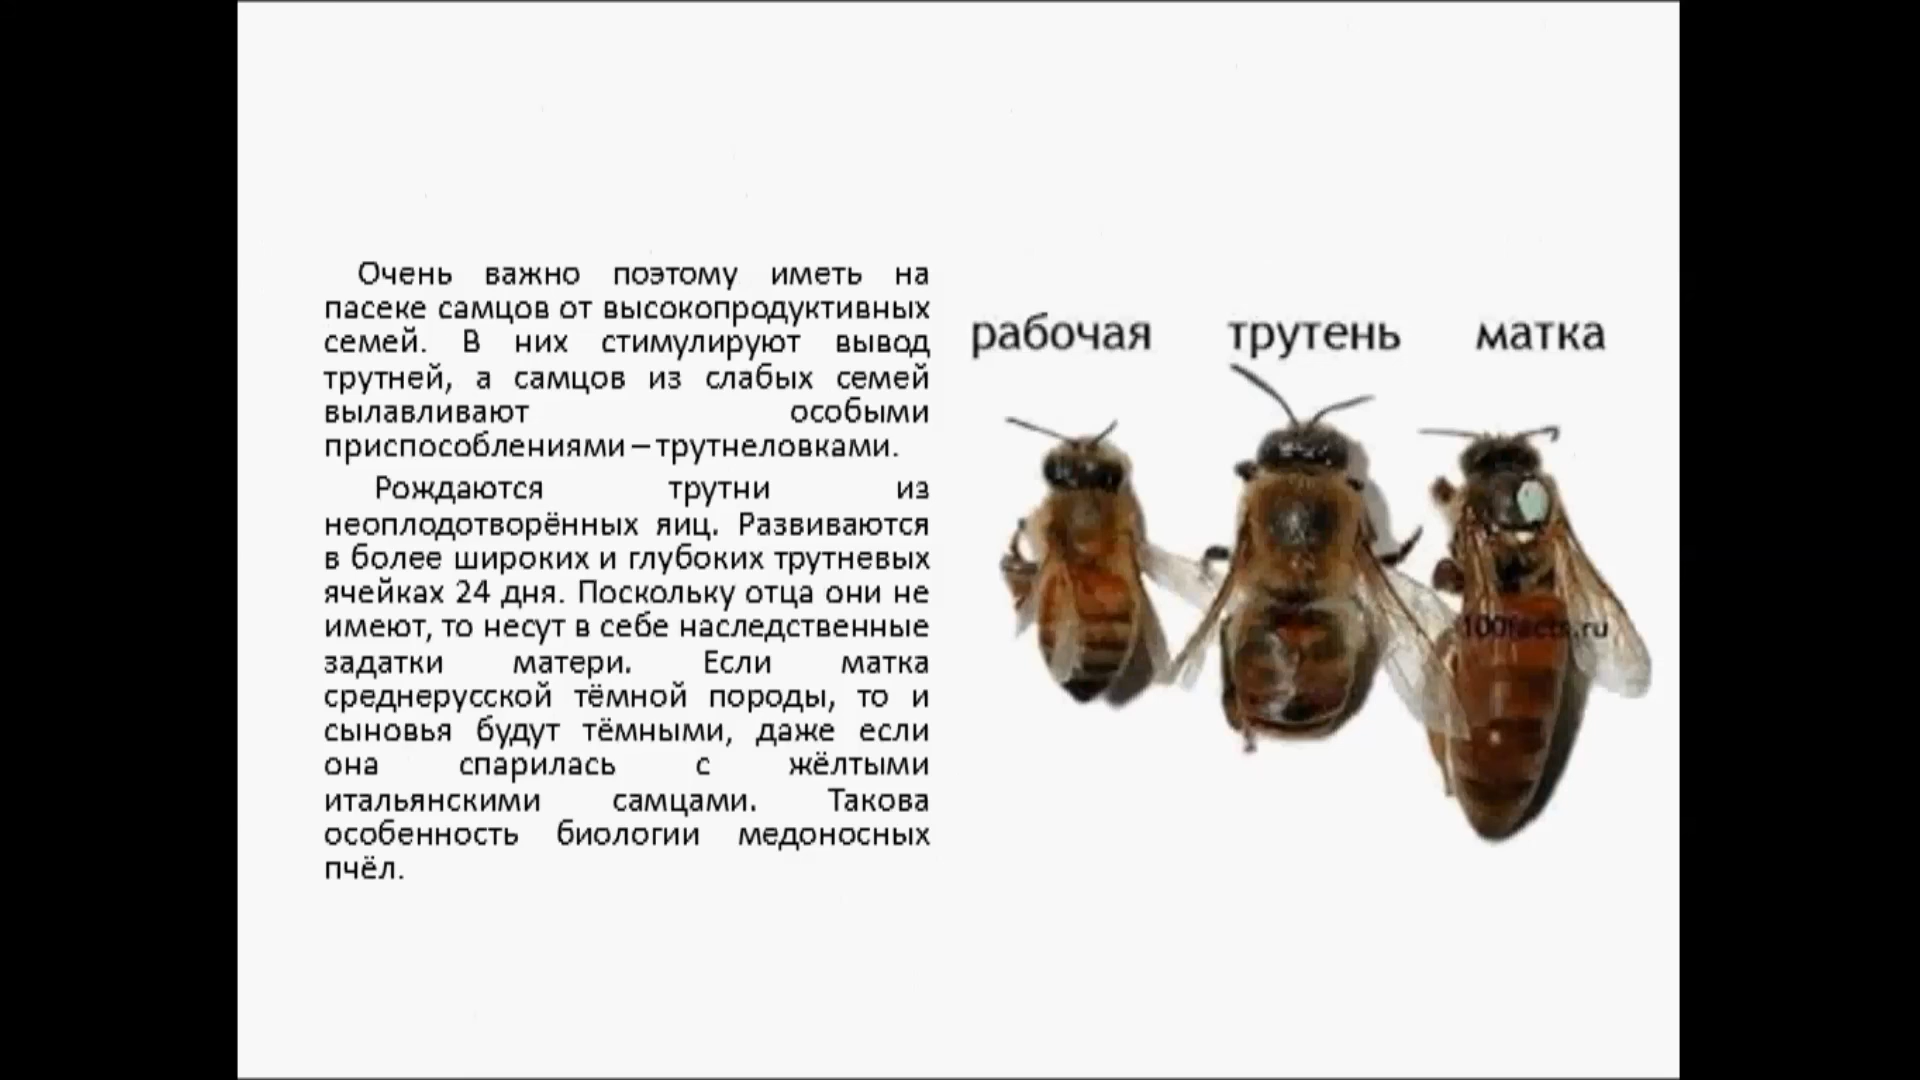 Очень важно поэтому иметь на
пасеке самцов от высокопродуктивных
семей. В них стимулируют вывод
трутней, а самцов из слабых семей
вылавливают особыми
приспособлениями – трутнеловками.
Рождаются трутни из
неоплодотворённых яиц. Развиваются
в более широких и глубоких трутневых
ячейках 24 дня. Поскольку отца они не
имеют, то несут в себе наследственные
задатки матери. Если матка
среднерусской тёмной породы, то и
сыновья будут тёмными, даже если
она спарилась с жёлтыми
итальянскими самцами. Такова
особенность биологии медоносных
пчёл.
рабочая трутень матка
100facts.ru